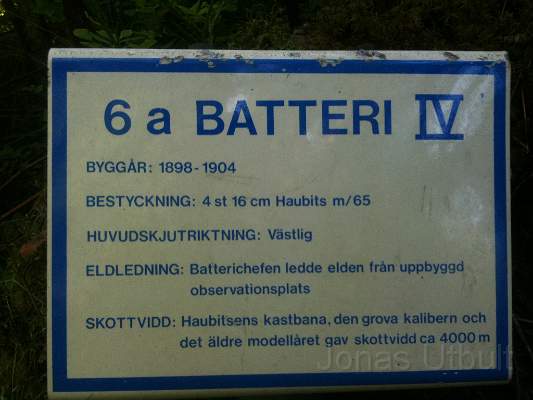 6 a BATTERI IV
BYGGÅR: 1898-1904
BESTYCKNING: 4 st 16 cm Haubits m/65
HUVUDSKJUTRIKTNING: Västlig
ELDLEDNING: Batterichefen ledde elden från uppbyggd
observationsplats
SKOTTVIDD: Haubitsens kastbana, den grova kalibern och
det äldre modellåret gav skottvidd ca 4000 m
Jonas Utbult